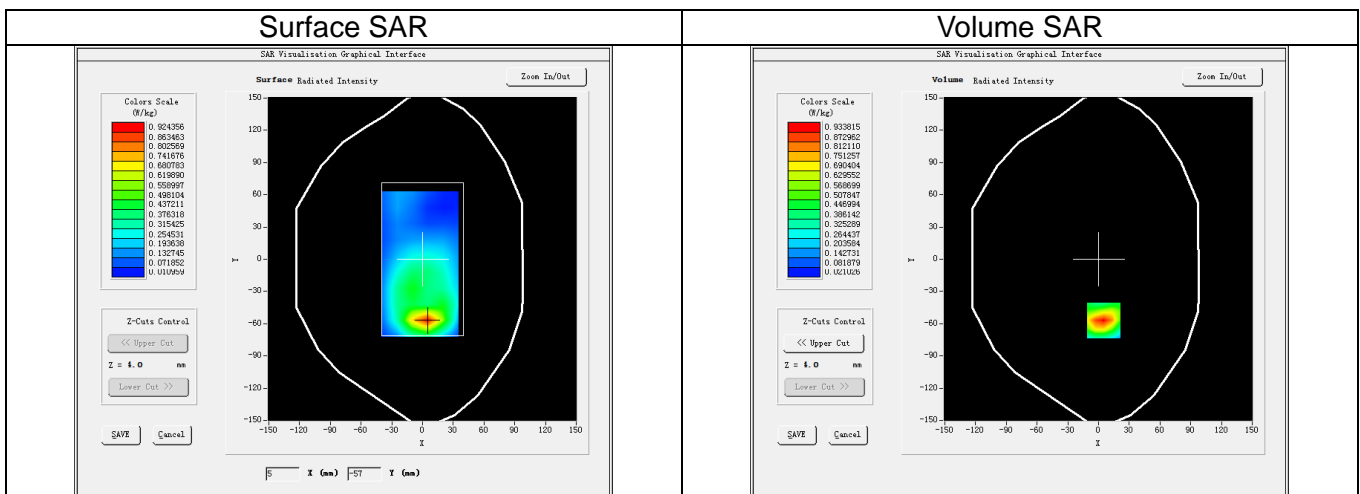 Surface SAR
SAR Visualisation Graphical Interface
Surface Radiated Intensity
Zoom In/Out
Colors Scale
(W/kg)
0.924356
0.863463
0.802569
0.741676
0.680783
0.619890
0.558997
0.498104
0.437211
0.376318
0.315425
0.254531
0.193638
0.132745
0.071852
0.010959
Z-Cuts Control
<< Upper Cut
Z = 4.0 mm
Lower Cut >>
SAVE
Cancel
150
120
90
60
30
0
-30
-60
-90
-120
-150
Y
-150 -120 -90 -60 -30 0 30 60 90 120 150
X
5 X (mm) -57 Y (mm)
Volume SAR
SAR Visualisation Graphical Interface
Volume Radiated Intensity
Zoom In/Out
Colors Scale
(W/kg)
0.933815
0.872962
0.812110
0.751257
0.690404
0.629552
0.568699
0.507847
0.446994
0.386142
0.325289
0.264437
0.203584
0.142731
0.081879
0.021026
Z-Cuts Control
<< Upper Cut
Z = 4.0 mm
Lower Cut >>
SAVE
Cancel
150
120
90
60
30
0
-30
-60
-90
-120
-150
Y
-150 -120 -90 -60 -30 0 30 60 90 120 150
X